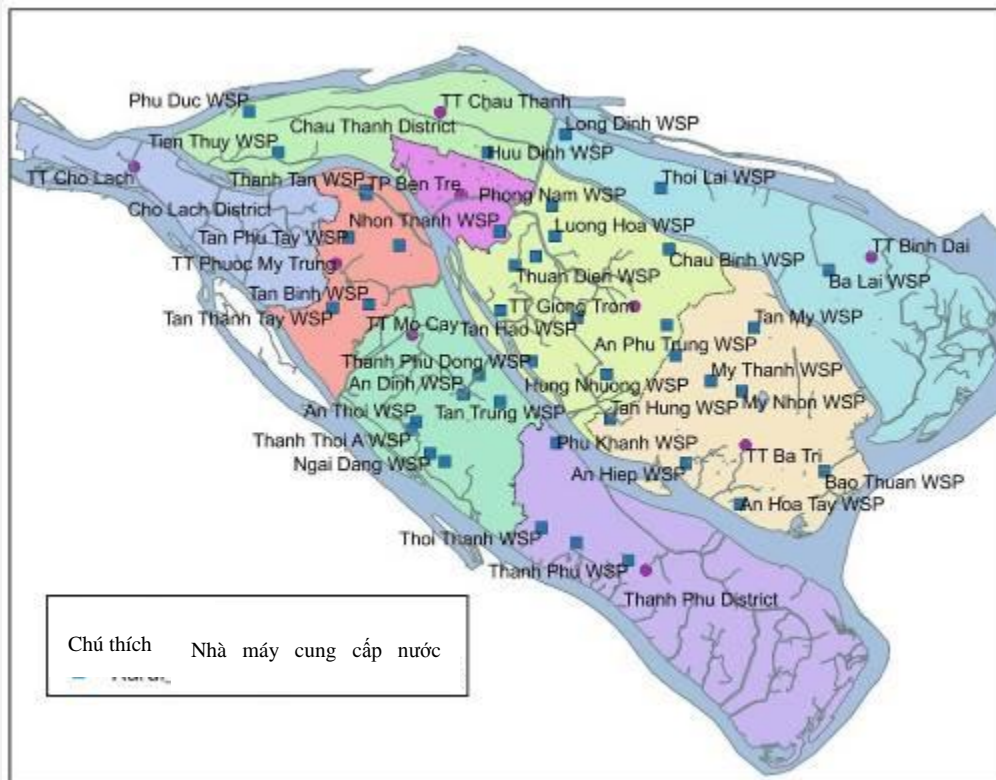 Phu Duc WSP
TT Chau Thanh
Chau Thanh District
Long Dinh WSP
Tien Thuy WSP
Huu Dinh WSP
TT Cho Lach
Thanh Tan WSP
TP Ben Tre
Thoi Lai WSP
Phong Nam WSP
Cho Lach District
Nhon Thanh WSP
Luong Hoa WSP
Tan Phu Tay WSP
TT Binh Dai
Chau Binh WSP
TT Phuoc My Trung
Thuan Dien WSP
Ba Lai WSP
Tan Binh WSP
TT Giong Trom
Tan Thanh Tay WSP
TT Mo Cay
Tan Hao WSP
Tan My WSP
An Phu Trung WSP
Thanh Phu Dong WSP
My Thanh WSP
An Dinh WSP
Hung Nhuong WSP
My Nhon WSP
An Thoi WSP
Tan Trung WSP
Tan Hung WSP
Thanh Thoi A WSP
Phu Khanh WSP
TT Ba Tri
Ngai Dang WSP
An Hiep WSP
Bao Thuan WSP
An Hoa Tay WSP
Thoi Thanh WSP
Thanh Phu WSP
Thanh Phu District
Chú thích
Nhà máy cung cấp nước